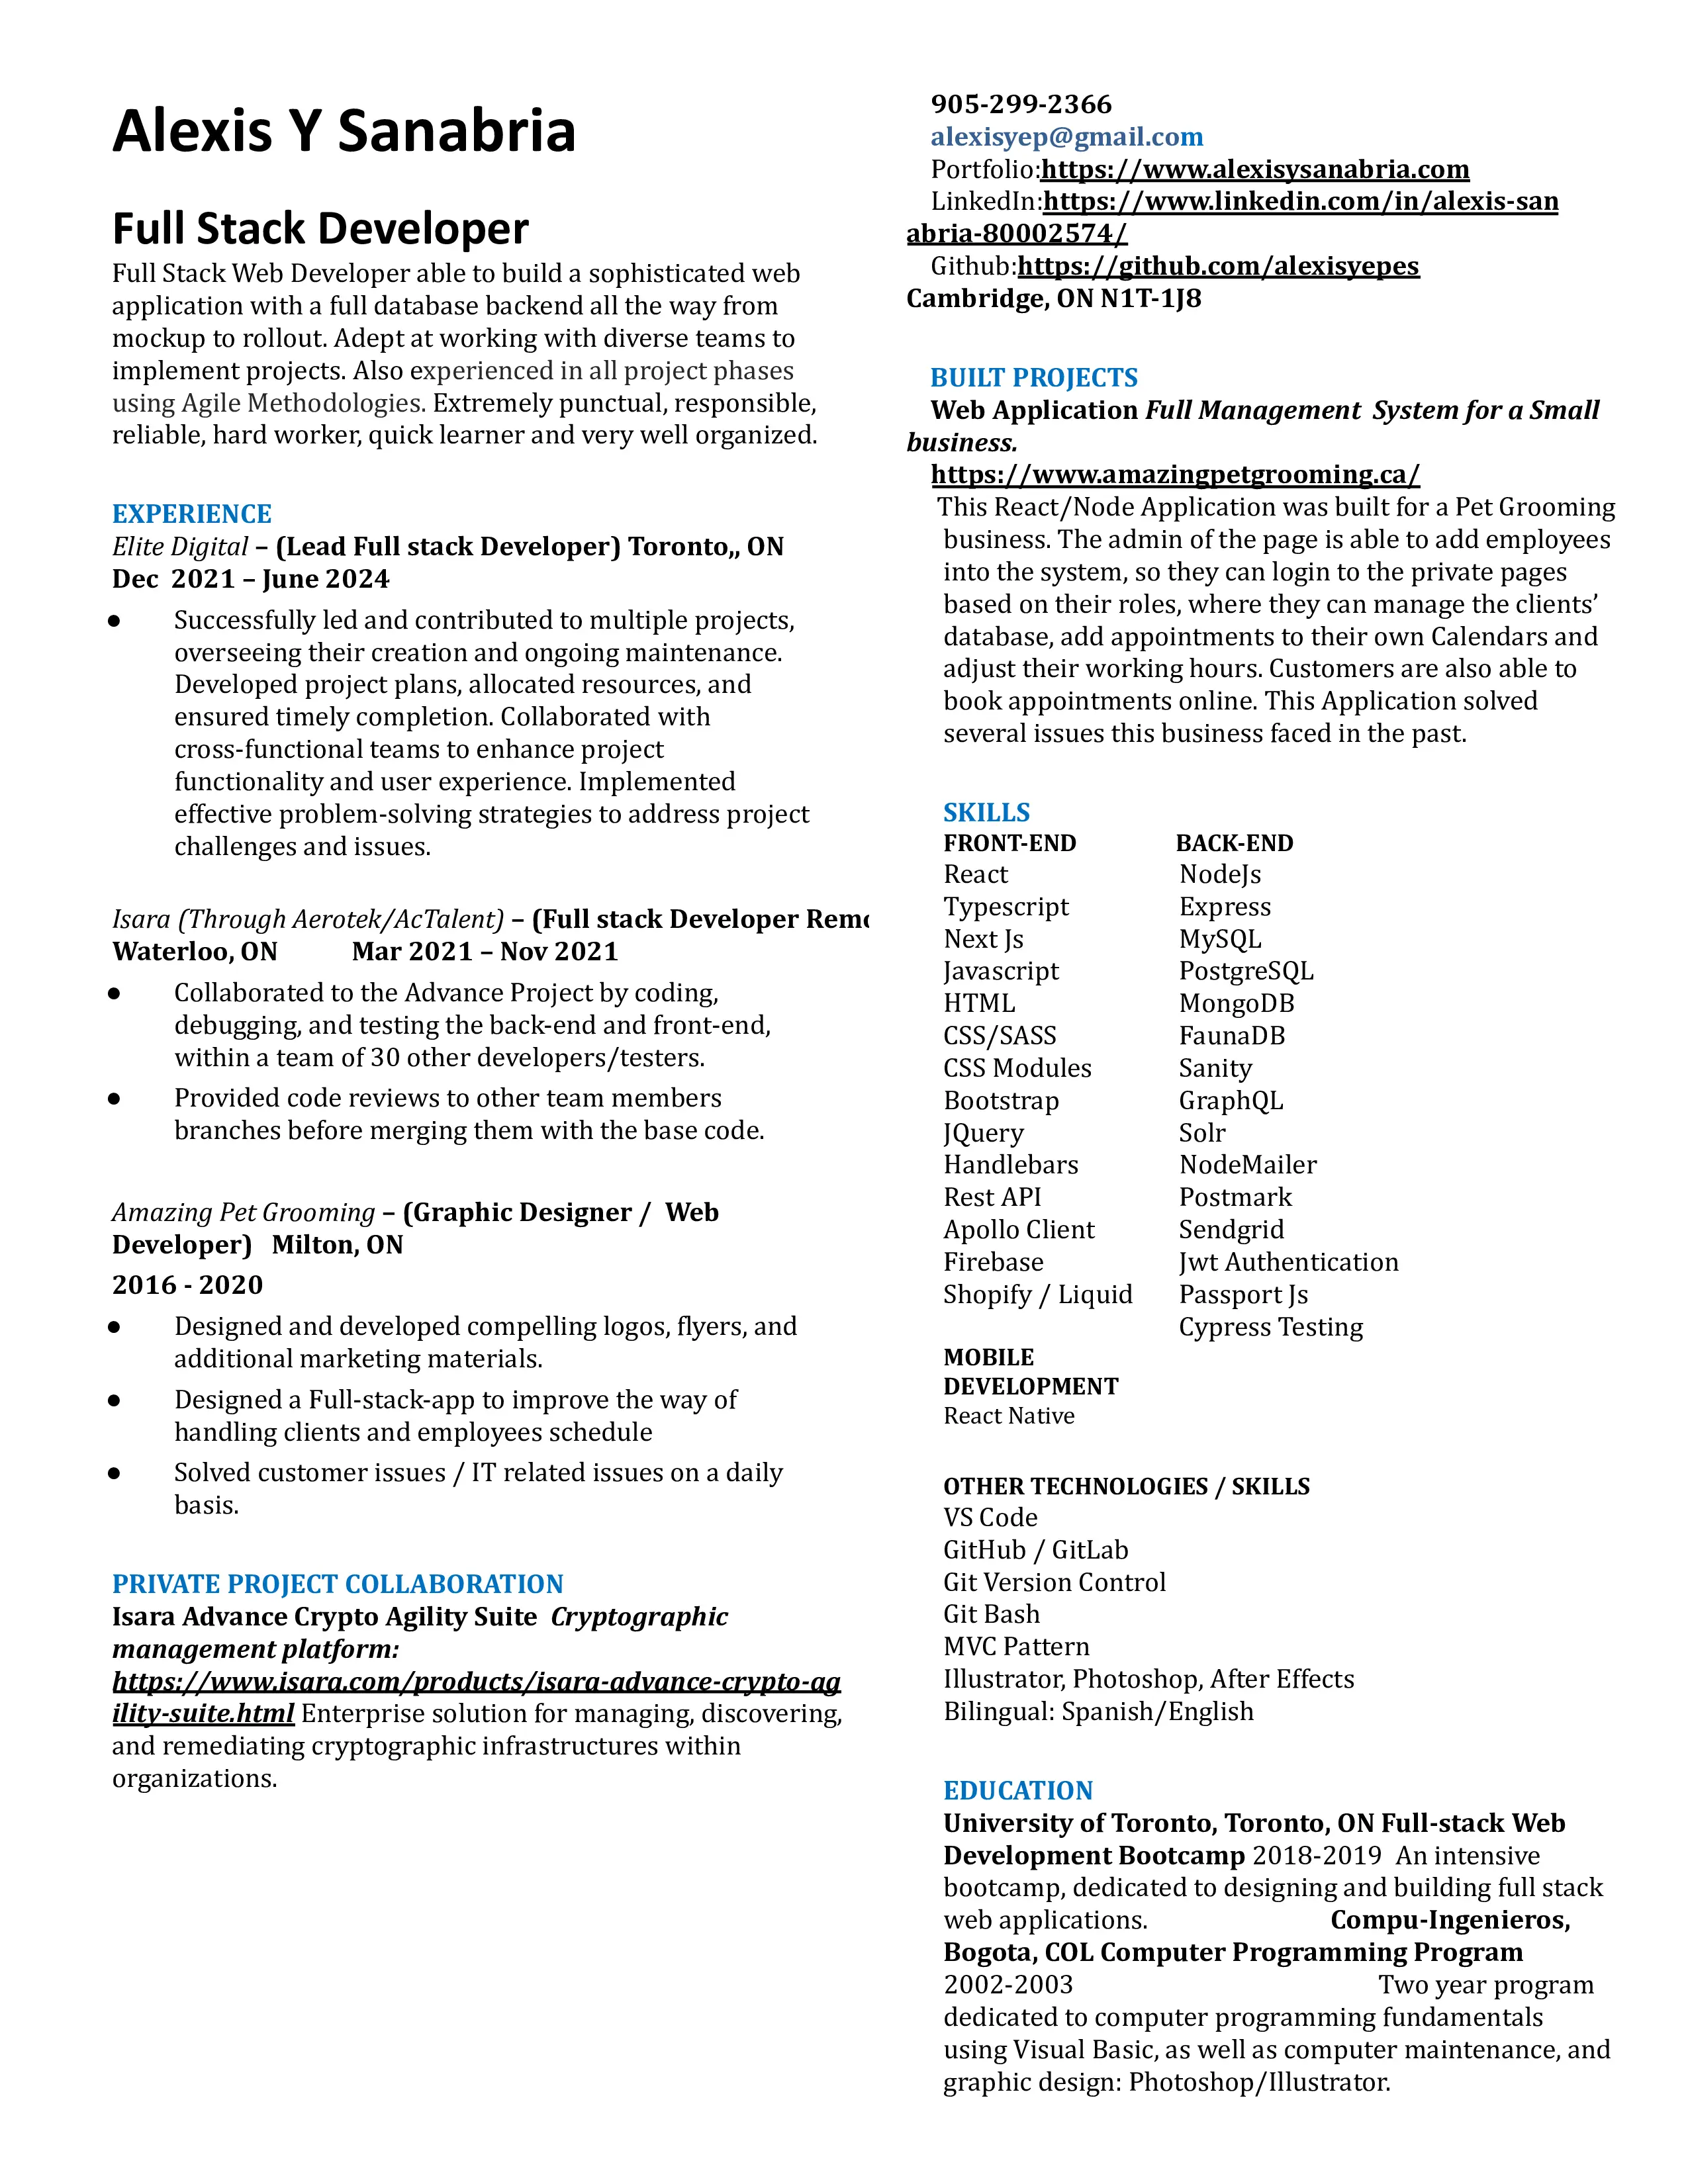 Alexis Y Sanabria
Full Stack Developer
Full Stack Web Developer able to build a sophisticated web
application with a full database backend all the way from
mockup to rollout. Adept at working with diverse teams to
implement projects. Also experienced in all project phases
using Agile Methodologies. Extremely punctual, responsible,
reliable, hard worker, quick learner and very well organized.
EXPERIENCE
Elite Digital – (Lead Full stack Developer) Toronto,, ON
Dec 2021 – June 2024
● Successfully led and contributed to multiple projects,
overseeing their creation and ongoing maintenance.
Developed project plans, allocated resources, and
ensured timely completion. Collaborated with
cross-functional teams to enhance project
functionality and user experience. Implemented
effective problem-solving strategies to address project
challenges and issues.
Isara (Through Aerotek/AcTalent) – (Full stack Developer
Waterloo, ON Mar 2021 – Nov 2021
● Collaborated to the Advance Project by coding,
debugging, and testing the back-end and front-end,
within a team of 30 other developers/testers.
● Provided code reviews to other team members
branches before merging them with the base code.
Amazing Pet Grooming – (Graphic Designer / Web
Developer) Milton, ON
2016 - 2020
● Designed and developed compelling logos, flyers, and
additional marketing materials.
● Designed a Full-stack-app to improve the way of
handling clients and employees schedule
● Solved customer issues / IT related issues on a daily
basis.
PRIVATE PROJECT COLLABORATION
Isara Advance Crypto Agility Suite Cryptographic
management platform:
https://www.isara.com/products/isara-advance-crypto-ag
ility-suite.html Enterprise solution for managing, discovering,
and remediating cryptographic infrastructures within
organizations.
905-299-2366
alexisyep@gmail.com
Portfolio:https://www.alexisysanabria.com
LinkedIn:https://www.linkedin.com/in/alexis-san
abria-80002574/
Github:https://github.com/alexisyepes
Cambridge, ON N1T-1J8
BUILT PROJECTS
Web Application Full Management System for a Small
business.
https://www.amazingpetgrooming.ca/
This React/Node Application was built for a Pet Grooming
business. The admin of the page is able to add employees
into the system, so they can login to the private pages
based on their roles, where they can manage the clients’
database, add appointments to their own Calendars and
adjust their working hours. Customers are also able to
book appointments online. This Application solved
several issues this business faced in the past.
SKILLS
FRONT-END BACK-END
React NodeJs
Typescript Express
Next Js MySQL
Javascript PostgreSQL
HTML MongoDB
CSS/SASS FaunaDB
CSS Modules Sanity
Bootstrap GraphQL
JQuery Solr
Handlebars NodeMailer
Rest API Postmark
Apollo Client Sendgrid
Firebase Jwt Authentication
Shopify / Liquid Passport Js
Cypress Testing
MOBILE
DEVELOPMENT
React Native
OTHER TECHNOLOGIES / SKILLS
VS Code
GitHub / GitLab
Git Version Control
Git Bash
MVC Pattern
Illustrator, Photoshop, After Effects
Bilingual: Spanish/English
EDUCATION
University of Toronto, Toronto, ON Full-stack Web
Development Bootcamp 2018-2019 An intensive
bootcamp, dedicated to designing and building full stack
web applications. Compu-Ingenieros,
Bogota, COL Computer Programming Program
2002-2003 Two year program
dedicated to computer programming fundamentals
using Visual Basic, as well as computer maintenance, and
graphic design: Photoshop/Illustrator.